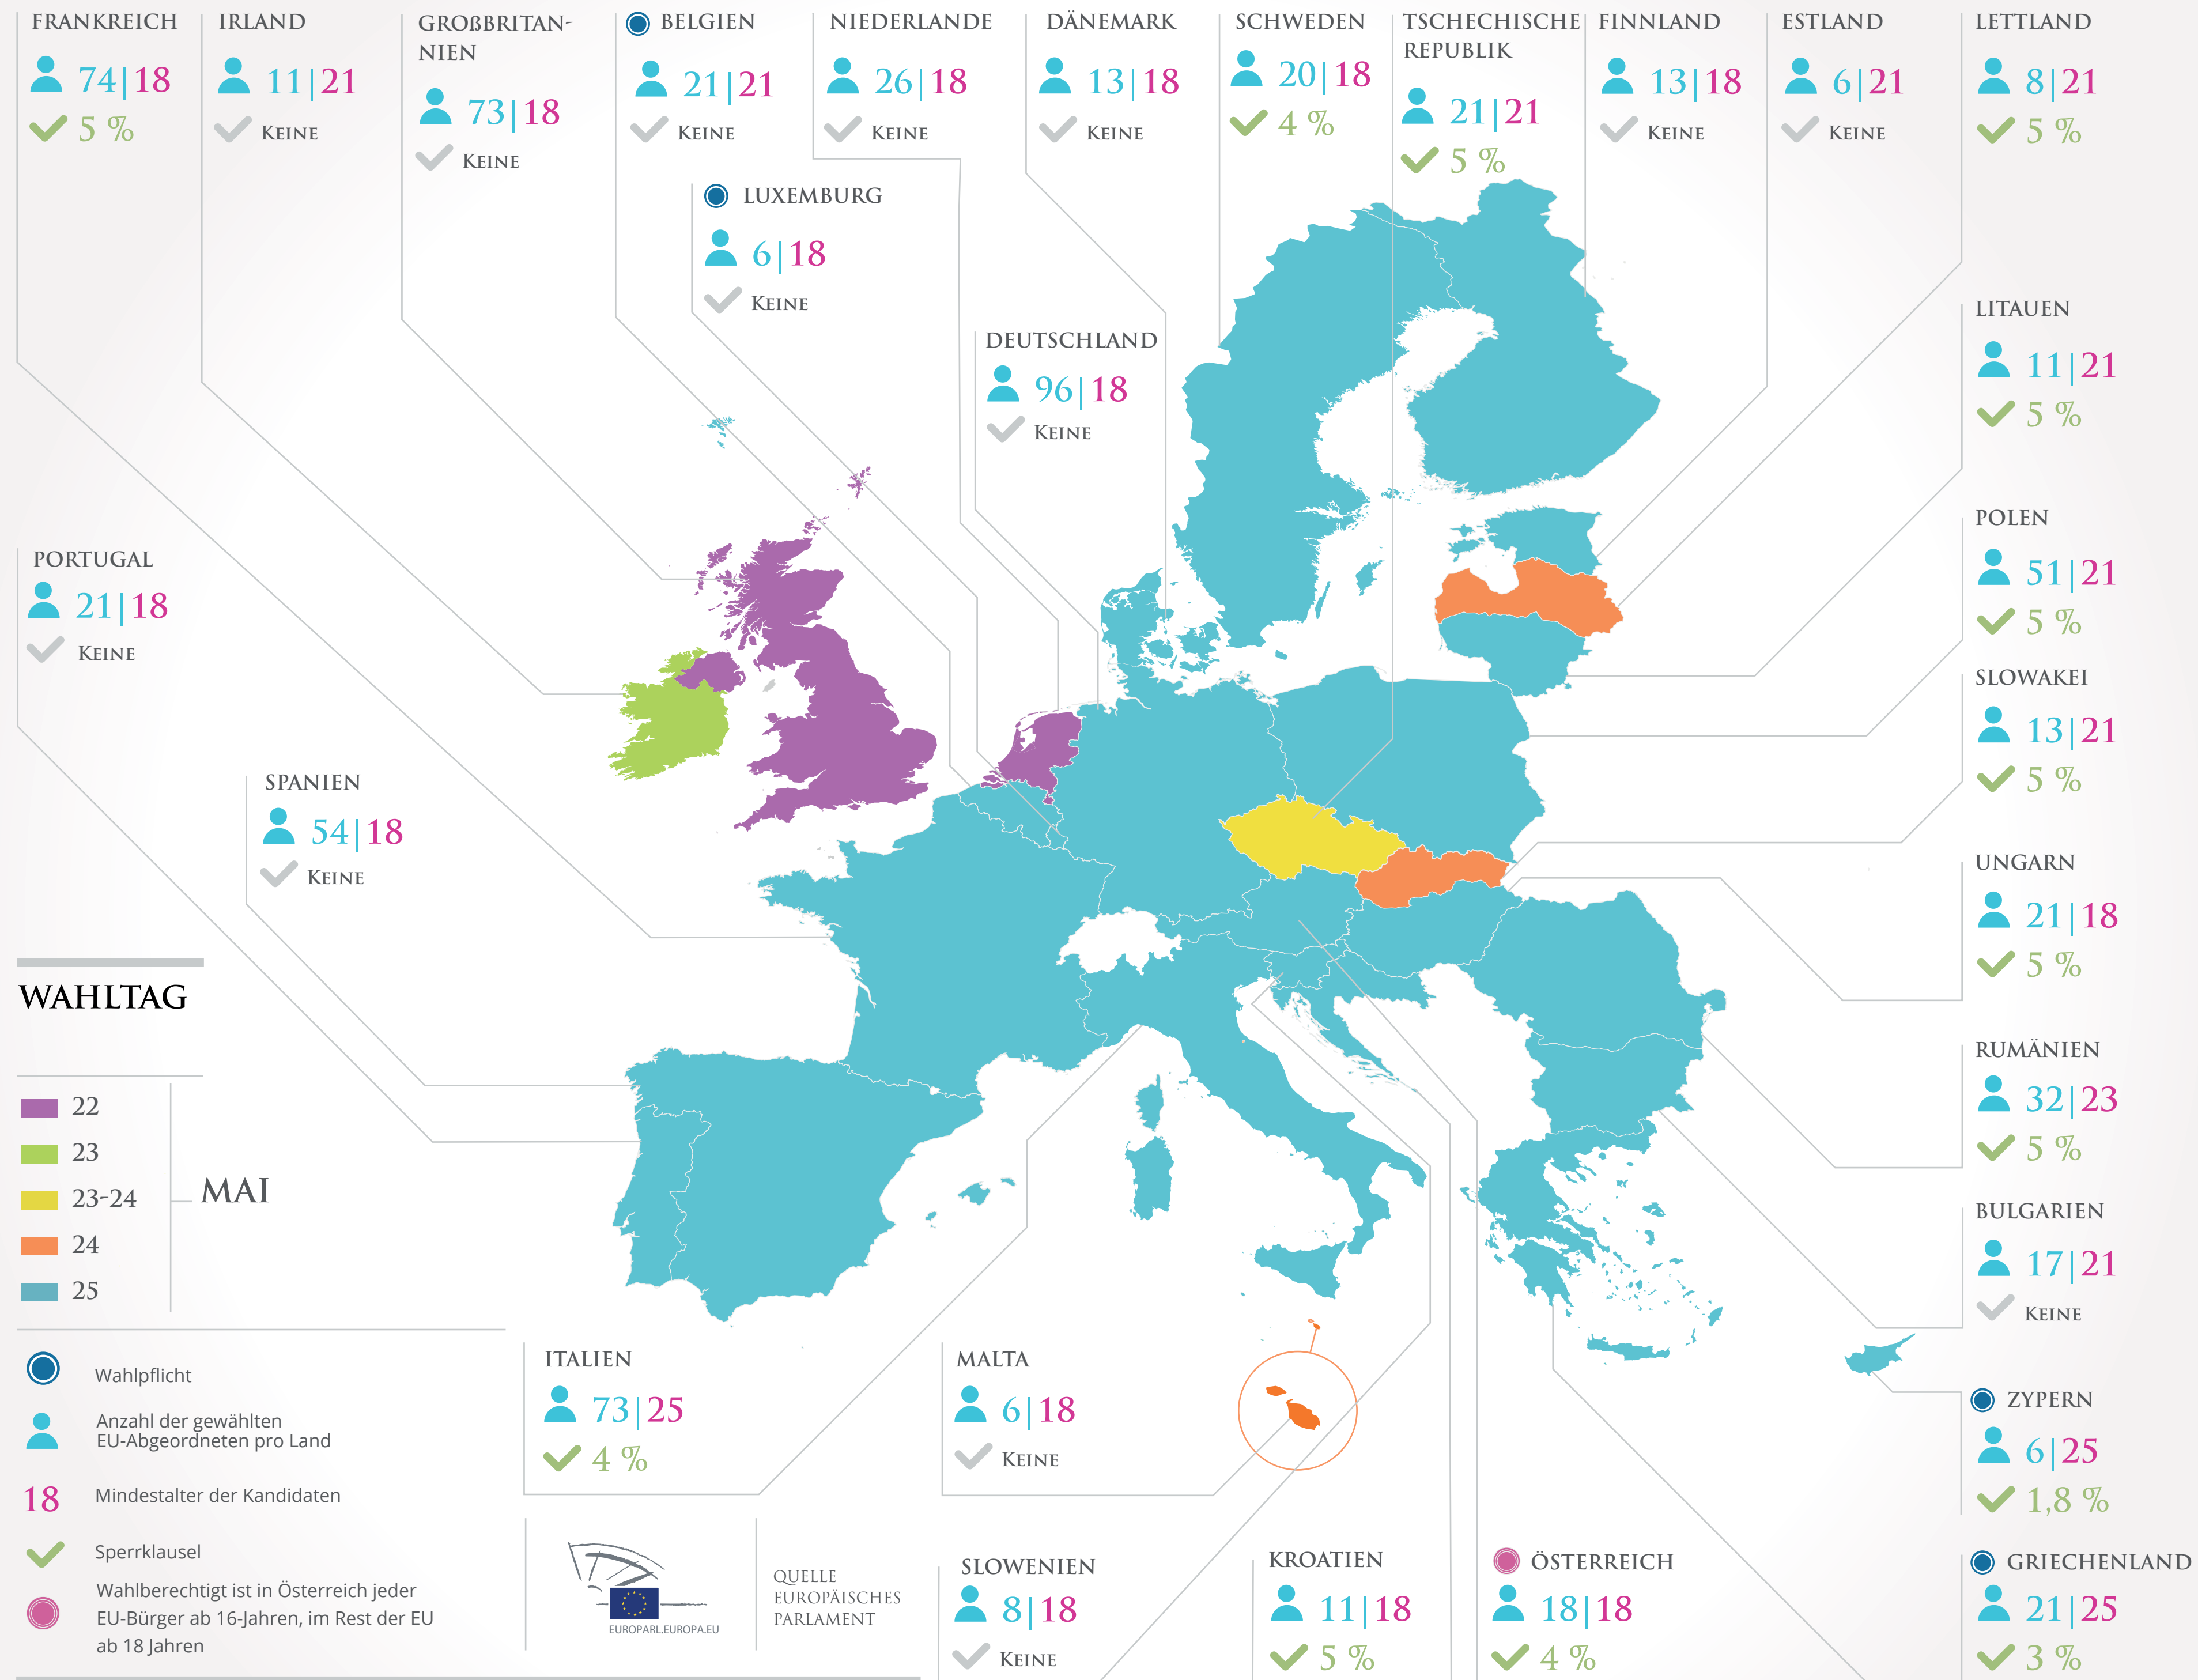 FRANKREICH
74|18
5 %
IRLAND
11|21
KEINE
GROßBRITAN-
NIEN
73|18
KEINE
BELGIEN
21|21
KEINE
NIEDERLANDE
26|18
KEINE
DÄNEMARK
13|18
KEINE
SCHWEDEN
20|18
4 %
TSCHECHISCHE
REPUBLIK
21|21
5 %
FINNLAND
13|18
KEINE
ESTLAND
6|21
KEINE
LETTLAND
8|21
5 %
LUXEMBURG
6|18
KEINE
DEUTSCHLAND
96|18
KEINE
LITAUEN
11|21
5 %
POLEN
51|21
5 %
PORTUGAL
21|18
KEINE
SLOWAKEI
13|21
5 %
SPANIEN
54|18
KEINE
UNGARN
21|18
5 %
RUMÄNIEN
32|23
5 %
BULGARIEN
17|21
KEINE
WAHLTAG
22
23
23-24
24
25
MAI
Wahlpflicht
Anzahl der gewählten
EU-Abgeordneten pro Land
18 Mindestalter der Kandidaten
Sperrklausel
Wahlberechtigt ist in Österreich jeder
EU-Bürger ab 16-Jahren, im Rest der EU
ab 18 Jahren
ITALIEN
73|25
4 %
MALTA
6|18
KEINE
ZYPERN
6|25
1,8 %
EUROPARL.EUROPA.EU
QUELLE
EUROPÄISCHES
PARLAMENT
SLOWENIEN
8|18
KEINE
KROATIEN
11|18
5 %
ÖSTERREICH
18|18
4 %
GRIECHENLAND
21|25
3 %